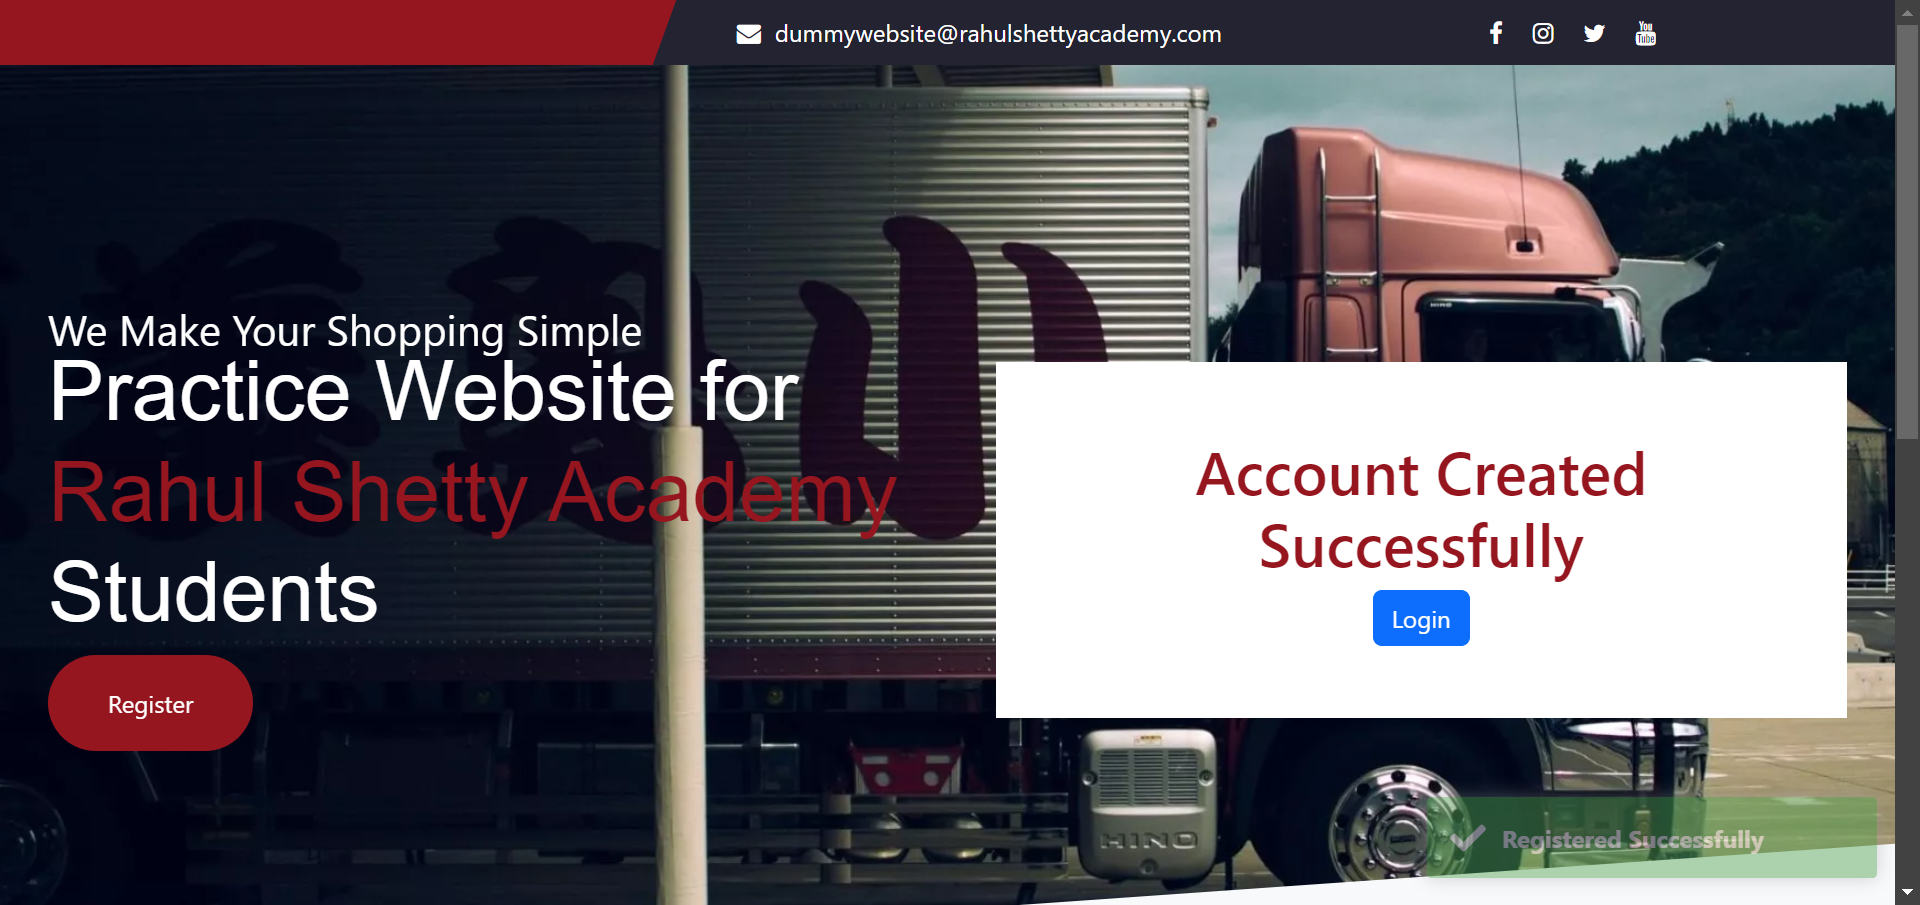 dummywebsite@rahulshettyacademy.com
We Make Your Shopping Simple
Practice Website for
Rahul Shetty Academy
Students
Register
Account Created
Successfully
Login
HINO
HINO
Registered Successfully